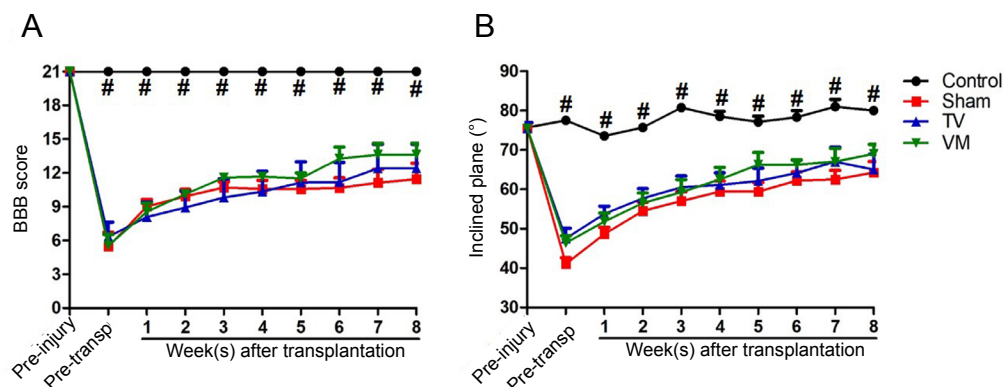 A
BBB score
21
18
15
12
9
6
3
0
# # # # # # # # #
Pre-injury
Pre-transp
1 2 3 4 5 6 7 8
Week(s) after transplantation
B
Inclined plane (°)
90
80
70
60
50
40
30
# # # # # # # # #
Pre-injury
Pre-transp
1 2 3 4 5 6 7 8
Week(s) after transplantation
Control
Sham
TV
VM